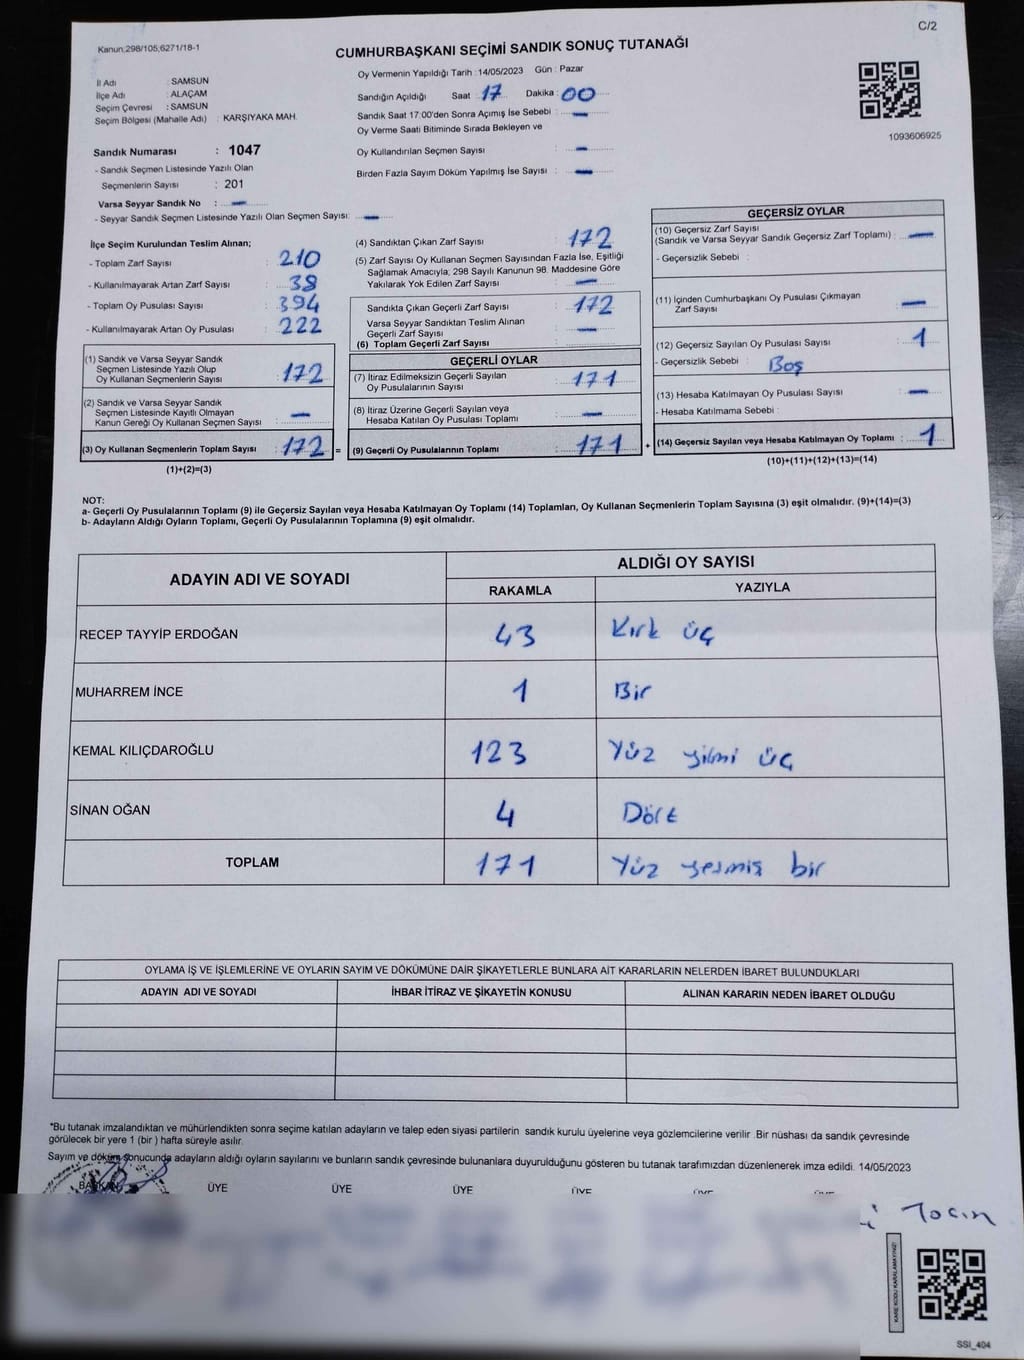 C/2
Kanun:298/105;6271/18-1
CUMHURBAŞKANI SEÇİMİ SANDIK SONUÇ TUTANAĞI
İl Adı : SAMSUN
İlçe Adı : ALAÇAM
Seçim Çevresi : SAMSUN
Seçim Bölgesi (Mahalle Adı) : KARŞIYAKA MAH.
Oy Vermenin Yapıldığı Tarih :14/05/2023 Gün : Pazar
Sandığın Açıldığı Saat 17 Dakika : 00
Sandık Saat 17:00'den Sonra Açımış İse Sebebi : —
Oy Verme Saati Bitiminde Sırada Bekleyen ve
Oy Kullandırılan Seçmen Sayısı : —
Birden Fazla Sayım Döküm Yapılmış İse Sayısı : —
1093606925
Sandık Numarası : 1047
- Sandık Seçmen Listesinde Yazılı Olan
Seçmenlerin Sayısı : 201
Varsa Seyyar Sandık No : —
- Seyyar Sandık Seçmen Listesinde Yazılı Olan Seçmen Sayısı: —
İlçe Seçim Kurulundan Teslim Alınan;
- Toplam Zarf Sayısı : 210
- Kullanılmayarak Artan Zarf Sayısı : 38
- Toplam Oy Pusulası Sayısı : 394
- Kullanılmayarak Artan Oy Pusulası : 222
(1) Sandık ve Varsa Seyyar Sandık
Seçmen Listesinde Yazılı Olup
Oy Kullanan Seçmenlerin Sayısı : 172
(2) Sandık ve Varsa Seyyar Sandık
Seçmen Listesinde Kayıtlı Olmayan
Kanun Gereği Oy Kullanan Seçmen Sayısı : —
(3) Oy Kullanan Seçmenlerin Toplam Sayısı : 172 =
(1)+(2)=(3)
(4) Sandıktan Çıkan Zarf Sayısı : 172
(5) Zarf Sayısı Oy Kullanan Seçmen Sayısından Fazla İse, Eşitliği
Sağlamak Amacıyla; 298 Sayılı Kanunun 98. Maddesine Göre
Yakılarak Yok Edilen Zarf Sayısı : —
Sandıkta Çıkan Geçerli Zarf Sayısı : 172
Varsa Seyyar Sandıktan Teslim Alınan
Geçerli Zarf Sayısı : —
(6) Toplam Geçerli Zarf Sayısı :
GEÇERLİ OYLAR
(7) İtiraz Edilmeksizin Geçerli Sayılan
Oy Pusulalarının Sayısı : 171
(8) İtiraz Üzerine Geçerli Sayılan veya
Hesaba Katılan Oy Pusulası Toplamı : —
(9) Geçerli Oy Pusulalarının Toplamı : 171 +
GEÇERSİZ OYLAR
(10) Geçersiz Zarf Sayısı
(Sandık ve Varsa Seyyar Sandık Geçersiz Zarf Toplamı) : —
- Geçersizlik Sebebi :
(11) İçinden Cumhurbaşkanı Oy Pusulası Çıkmayan
Zarf Sayısı : —
(12) Geçersiz Sayılan Oy Pusulası Sayısı : 1
- Geçersizlik Sebebi : Boş
(13) Hesaba Katılmayan Oy Pusulası Sayısı : —
- Hesaba Katılmama Sebebi :
(14) Geçersiz Sayılan veya Hesaba Katılmayan Oy Toplamı : 1
(10)+(11)+(12)+(13)=(14)
NOT:
a- Geçerli Oy Pusulalarının Toplamı (9) ile Geçersiz Sayılan veya Hesaba Katılmayan Oy Toplamı (14) Toplamları, Oy Kullanan Seçmenlerin Toplam Sayısına (3) eşit olmalıdır. (9)+(14)=(3)
b- Adayların Aldığı Oyların Toplamı, Geçerli Oy Pusulalarının Toplamına (9) eşit olmalıdır.
ADAYIN ADI VE SOYADI ALDIĞI OY SAYISI
RAKAMLA YAZIYLA
RECEP TAYYİP ERDOĞAN 43 Kırk üç
MUHARREM İNCE 1 Bir
KEMAL KILIÇDAROĞLU 123 Yüz yirmi üç
SİNAN OĞAN 4 Dört
TOPLAM 171 Yüz yetmiş bir
OYLAMA İŞ VE İŞLEMLERİNE VE OYLARIN SAYIM VE DÖKÜMÜNE DAİR ŞİKAYETLERLE BUNLARA AİT KARARLARIN NELERDEN İBARET BULUNDUKLARI
ADAYIN ADI VE SOYADI İHBAR İTİRAZ VE ŞİKAYETİN KONUSU ALINAN KARARIN NEDEN İBARET OLDUĞU
*Bu tutanak imzalandıktan ve mühürlendikten sonra seçime katılan adayların ve talep eden siyasi partilerin sandık kurulu üyelerine veya gözlemcilerine verilir. Bir nüshası da sandık çevresinde
görülecek bir yere 1 (bir) hafta süreyle asılır.
Sayım ve döküm sonucunda adayların aldığı oyların sayılarını ve bunların sandık çevresinde bulunanlara duyurulduğunu gösteren bu tutanak tarafımızdan düzenlenerek imza edildi. 14/05/2023
BAŞKAN ÜYE ÜYE ÜYE ÜYE ÜYE ÜYE
KARE KODU KARALAMAYINIZ!
SSI_404